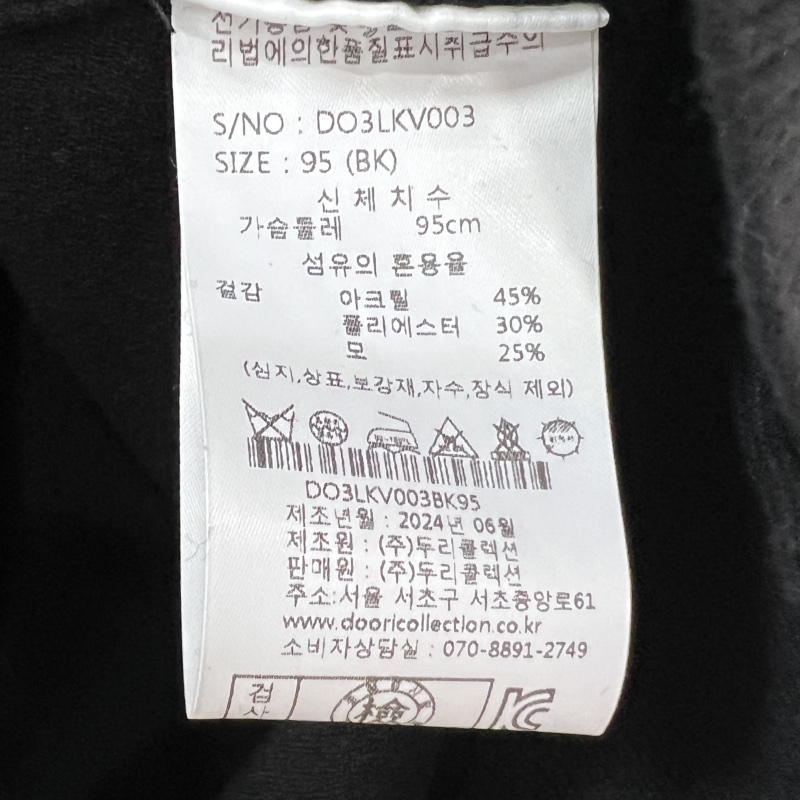 리법에의한품질표시취급주의
S/NO : DO3LKV003
SIZE : 95 (BK)
신 체 치 수
가슴둘레 95cm
섬유의 혼용율
겉감 아크릴 45%
폴리에스터 30%
모 25%
(심지,상표,보강재,자수,장식 제외)
DO3LKV003BK95
제조년월 : 2024년 06월
제조원 : (주)두리콜렉션
판매원 : (주)두리콜렉션
주소:서울 서초구 서초중앙로61
www.dooricollection.co.kr
소비자상담실 : 070-8891-2749
검
檢